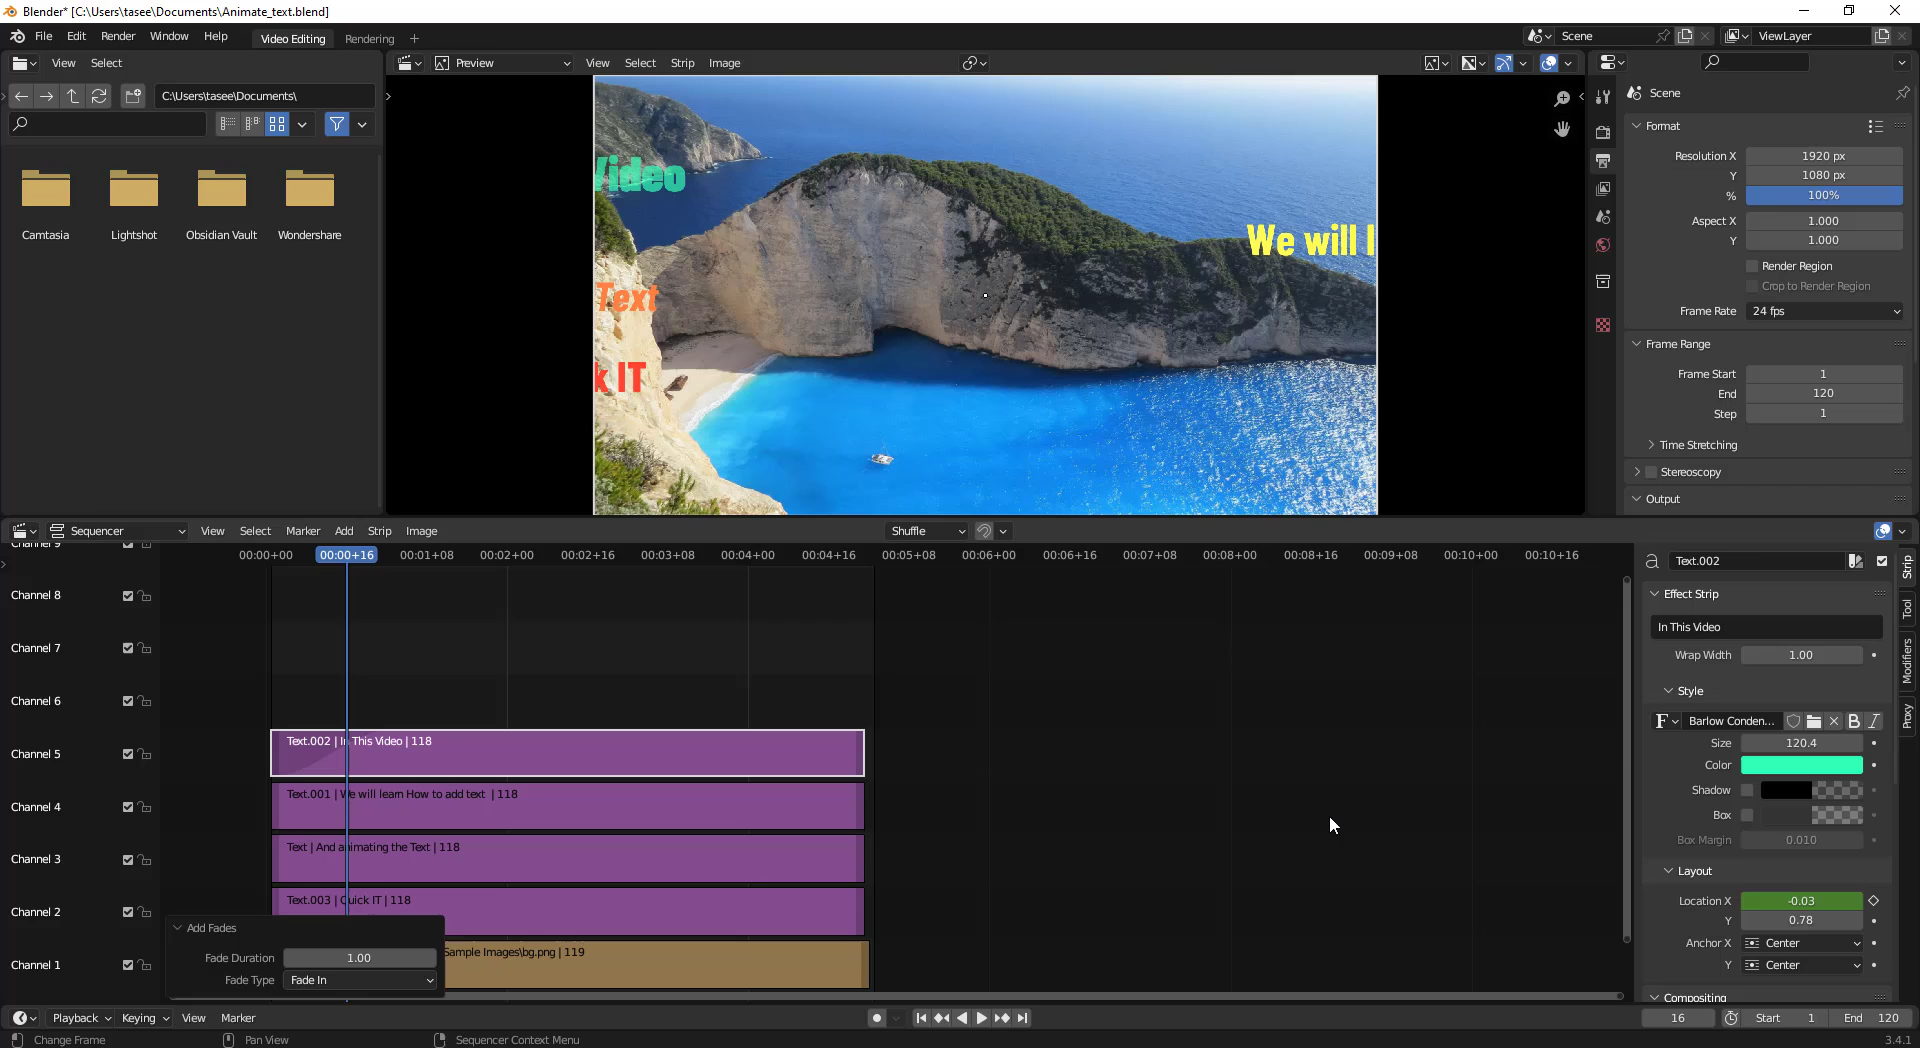 Blender* [C:\Users\tasee\Documents\Animate_text.blend]
File Edit Render Window Help Video Editing Rendering +
Scene ViewLayer
View Select
Preview View Select Strip Image
C:\Users\tasee\Documents\
Camtasia Lightshot Obsidian Vault Wondershare
Video
We will l
Text
k IT
Scene
Format
Resolution X 1920 px
Y 1080 px
% 100%
Aspect X 1.000
Y 1.000
Render Region
Crop to Render Region
Frame Rate 24 fps
Frame Range
Frame Start 1
End 120
Step 1
Time Stretching
Stereoscopy
Output
Sequencer View Select Marker Add Strip Image Shuffle
00:00+00 00:00+16 00:01+08 00:02+00 00:02+16 00:03+08 00:04+00 00:04+16 00:05+08 00:06+00 00:06+16 00:07+08 00:08+00 00:08+16 00:09+08 00:10+00 00:10+16
Channel 9
Channel 8
Channel 7
Channel 6
Channel 5
Channel 4
Channel 3
Channel 2
Channel 1
Text.002 | In This Video | 118
Text.001 | We will learn How to add text | 118
Text | And animating the Text | 118
Text.003 | Quick IT | 118
Sample Images\bg.png | 119
Add Fades
Fade Duration 1.00
Fade Type Fade In
Text.002
Effect Strip
In This Video
Wrap Width 1.00
Style
F Barlow Conden... B I
Size 120.4
Color
Shadow
Box
Box Margin 0.010
Layout
Location X -0.03
Y 0.78
Anchor X Center
Y Center
Compositing
Strip
Tool
Modifiers
Proxy
Playback Keying View Marker
16 Start 1 End 120
Change Frame Pan View Sequencer Context Menu 3.4.1